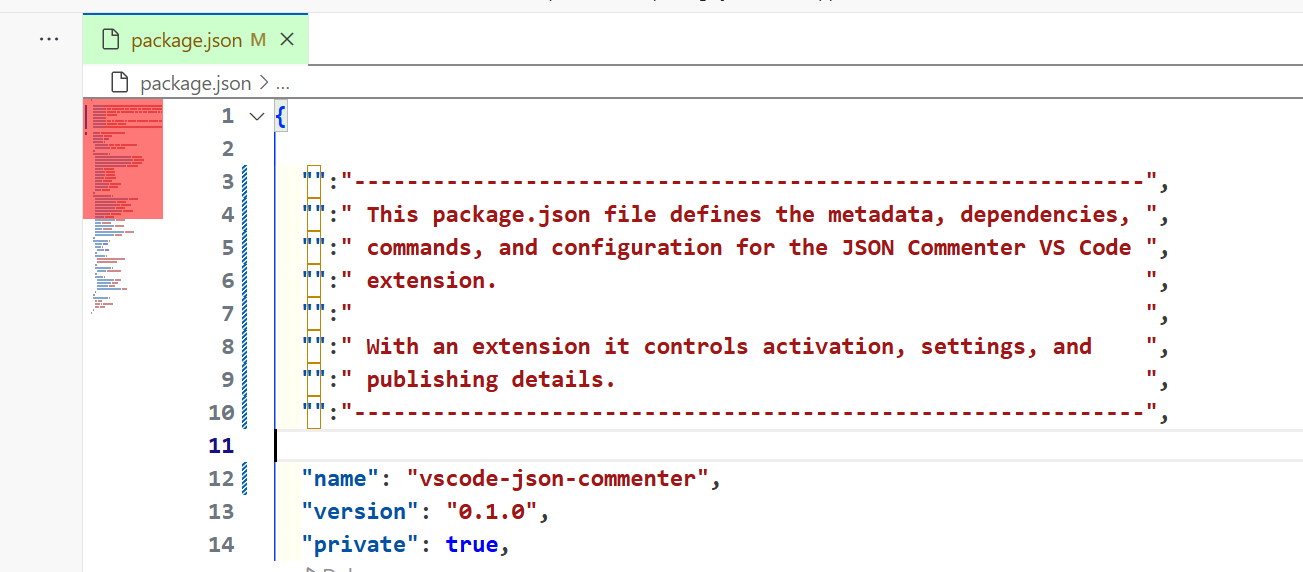 ...
package.json M ×
package.json > ...
1 {
2
3 "":"------------------------------------------------------------",
4 "":" This package.json file defines the metadata, dependencies, ",
5 "":" commands, and configuration for the JSON Commenter VS Code ",
6 "":" extension.                                                 ",
7 "":"                                                            ",
8 "":" With an extension it controls activation, settings, and    ",
9 "":" publishing details.                                        ",
10 "":"------------------------------------------------------------",
11
12 "name": "vscode-json-commenter",
13 "version": "0.1.0",
14 "private": true,